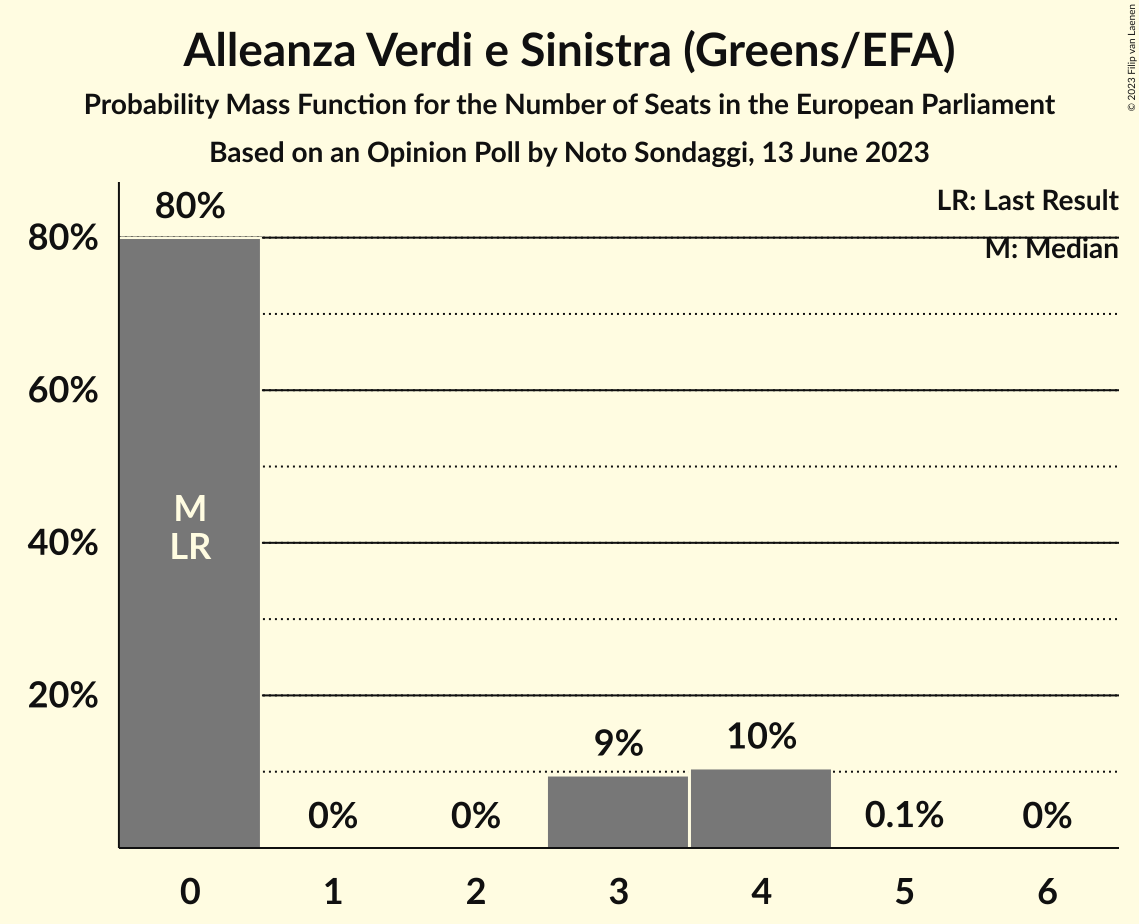 Alleanza Verdi e Sinistra (Greens/EFA)
Probability Mass Function for the Number of Seats in the European Parliament
Based on an Opinion Poll by Noto Sondaggi, 13 June 2023
© 2023 Filip van Laenen
LR: Last Result
M: Median
80%
60%
40%
20%
80%
M
LR
0%
0%
9%
10%
0.1%
0%
0
1
2
3
4
5
6